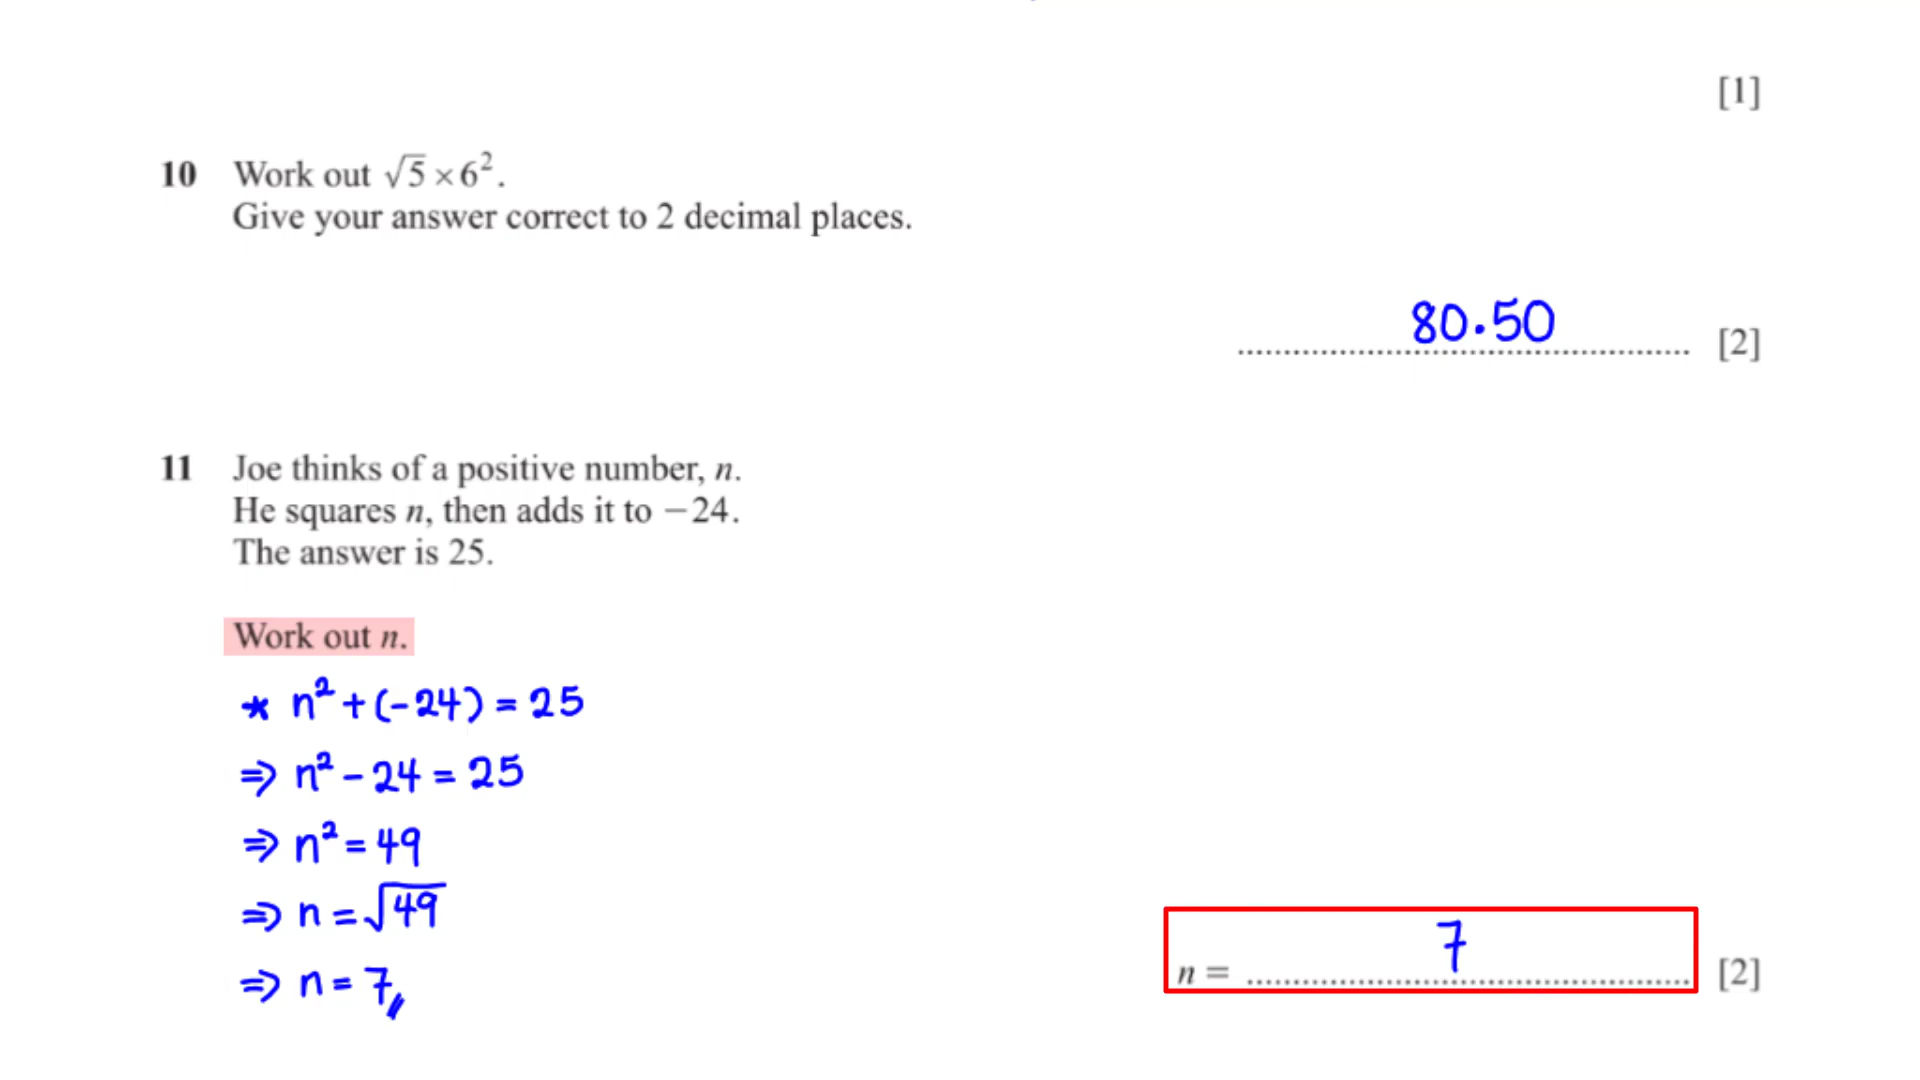 [1]
10 Work out √5 × 6².
Give your answer correct to 2 decimal places.
80.50
.................................................. [2]
11 Joe thinks of a positive number, n.
He squares n, then adds it to −24.
The answer is 25.
Work out n.
* n² + (-24) = 25
⇒ n² - 24 = 25
⇒ n² = 49
⇒ n = √49
⇒ n = 7
7
n = .................................................. [2]